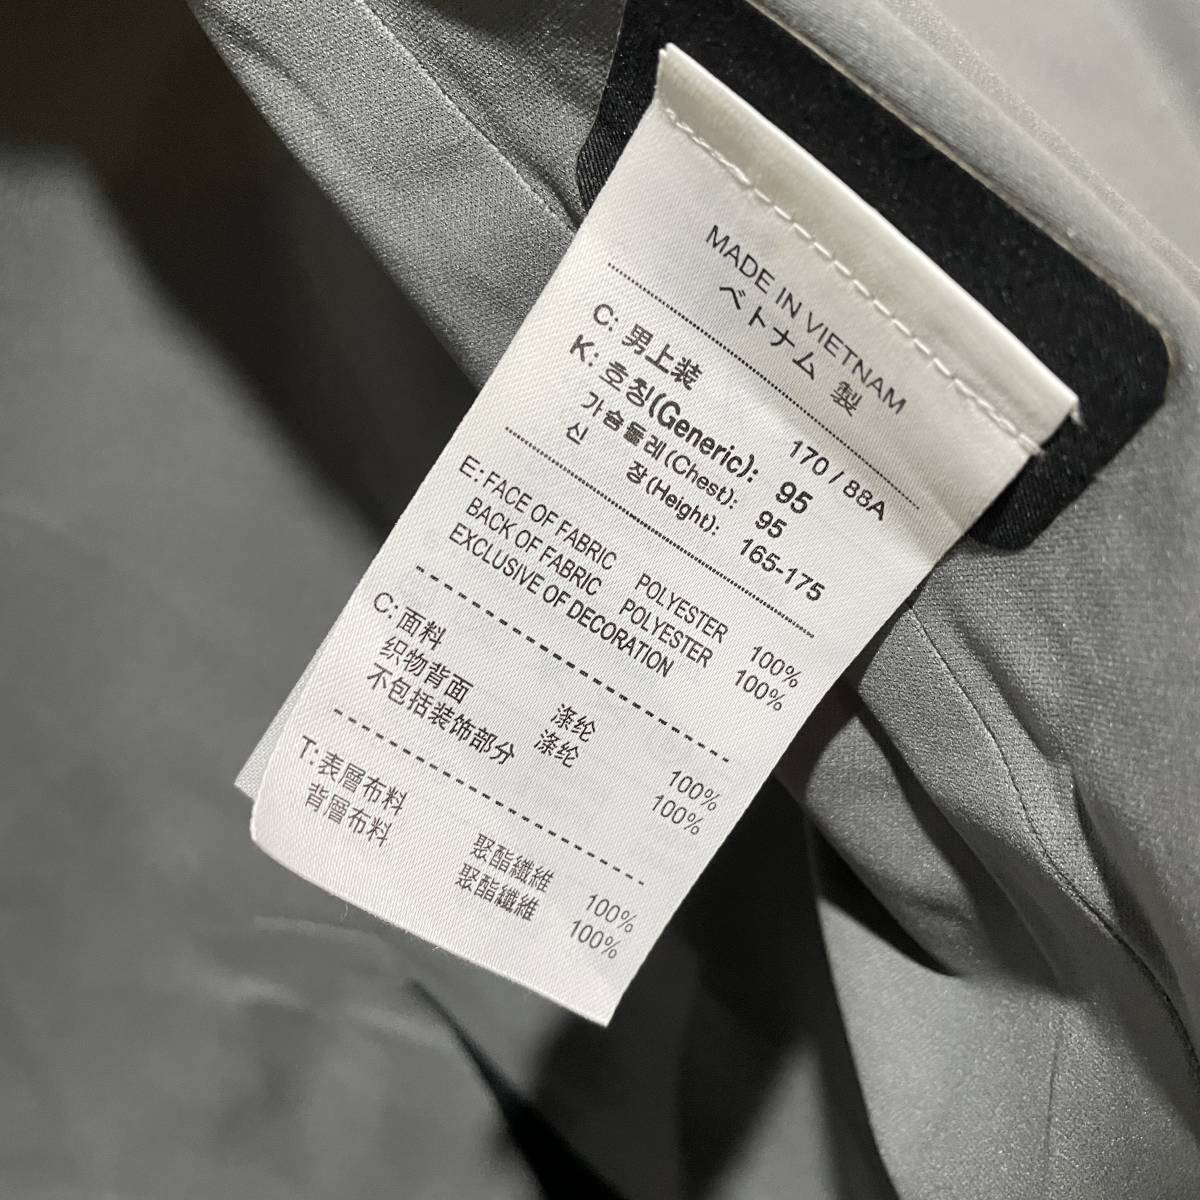 MADE IN VIETNAM
ベトナム 製
C: 男上装 170 / 88A
K: 호칭(Generic): 95
가슴둘레(Chest): 95
신 장(Height): 165-175
E: FACE OF FABRIC POLYESTER 100%
BACK OF FABRIC POLYESTER 100%
EXCLUSIVE OF DECORATION
C: 面料 涤纶 100%
织物背面 涤纶 100%
不包括装饰部分
T: 表層布料 聚酯纖維 100%
背層布料 聚酯纖維 100%